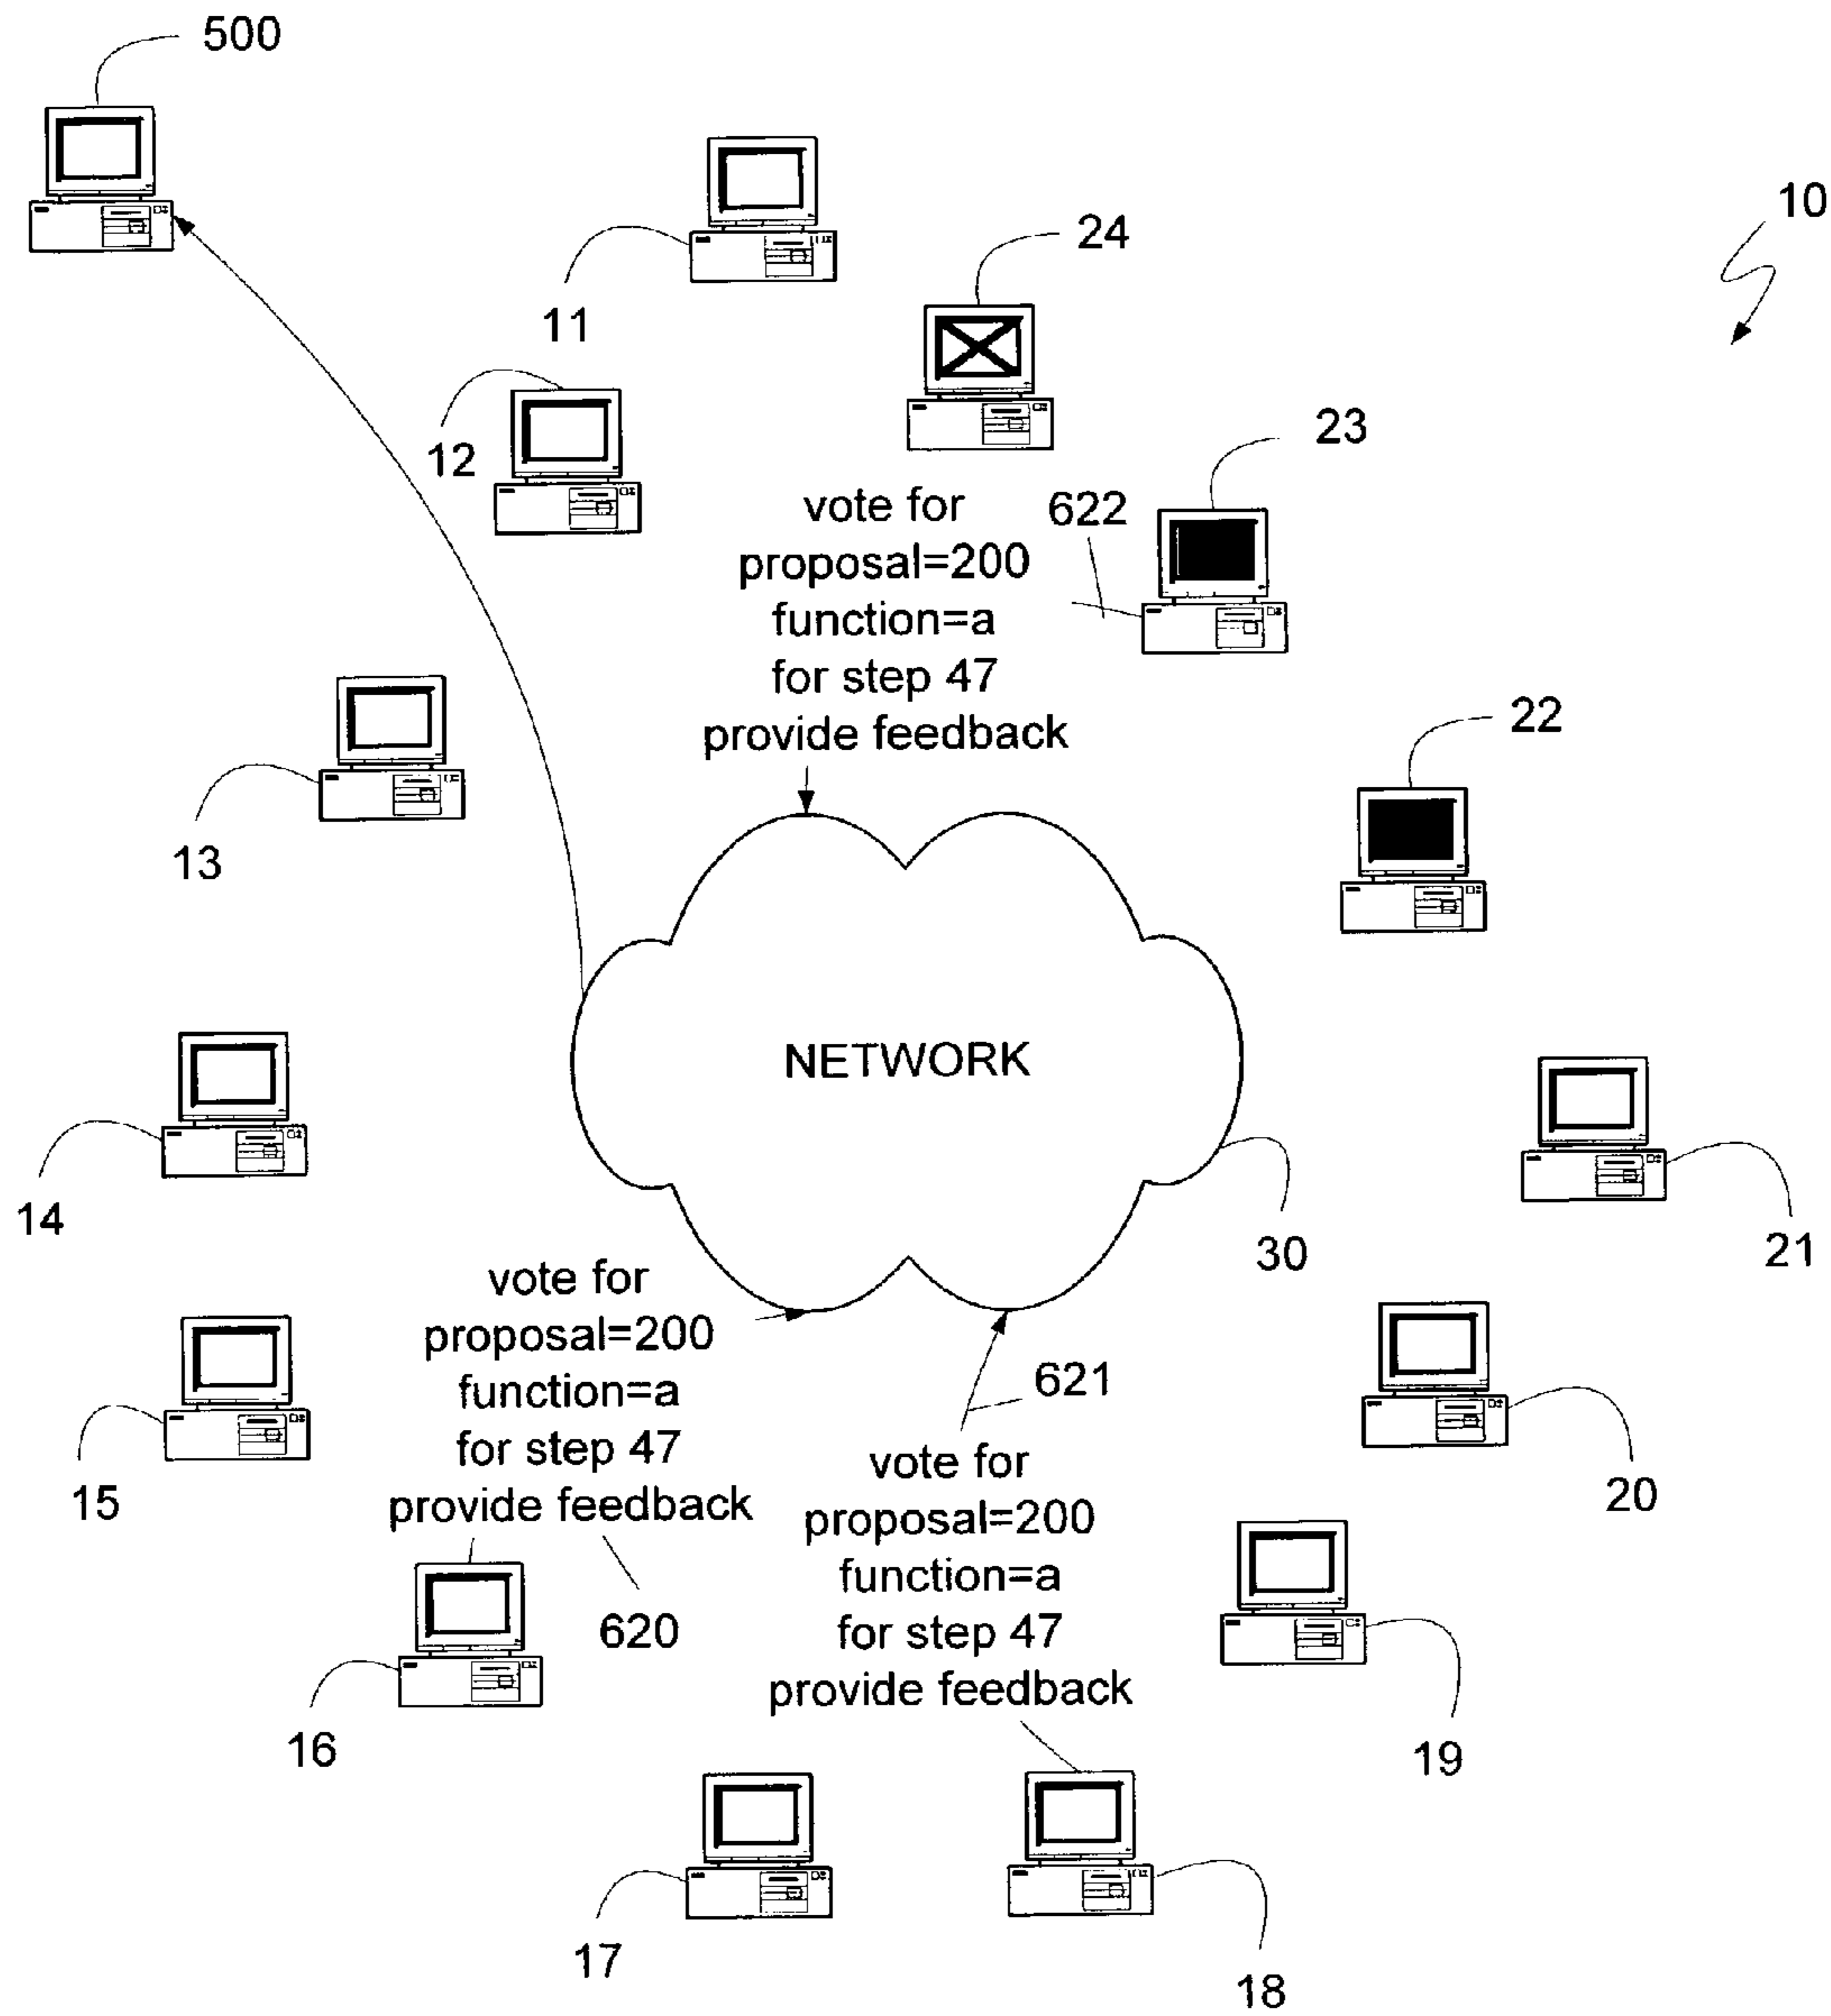 500
10
11
24
12
23
622
vote for
proposal=200
function=a
for step 47
provide feedback
22
13
NETWORK
14
30
21
vote for
proposal=200
function=a
for step 47
provide feedback
621
15
20
vote for
proposal=200
function=a
for step 47
provide feedback
620
16
19
17
18